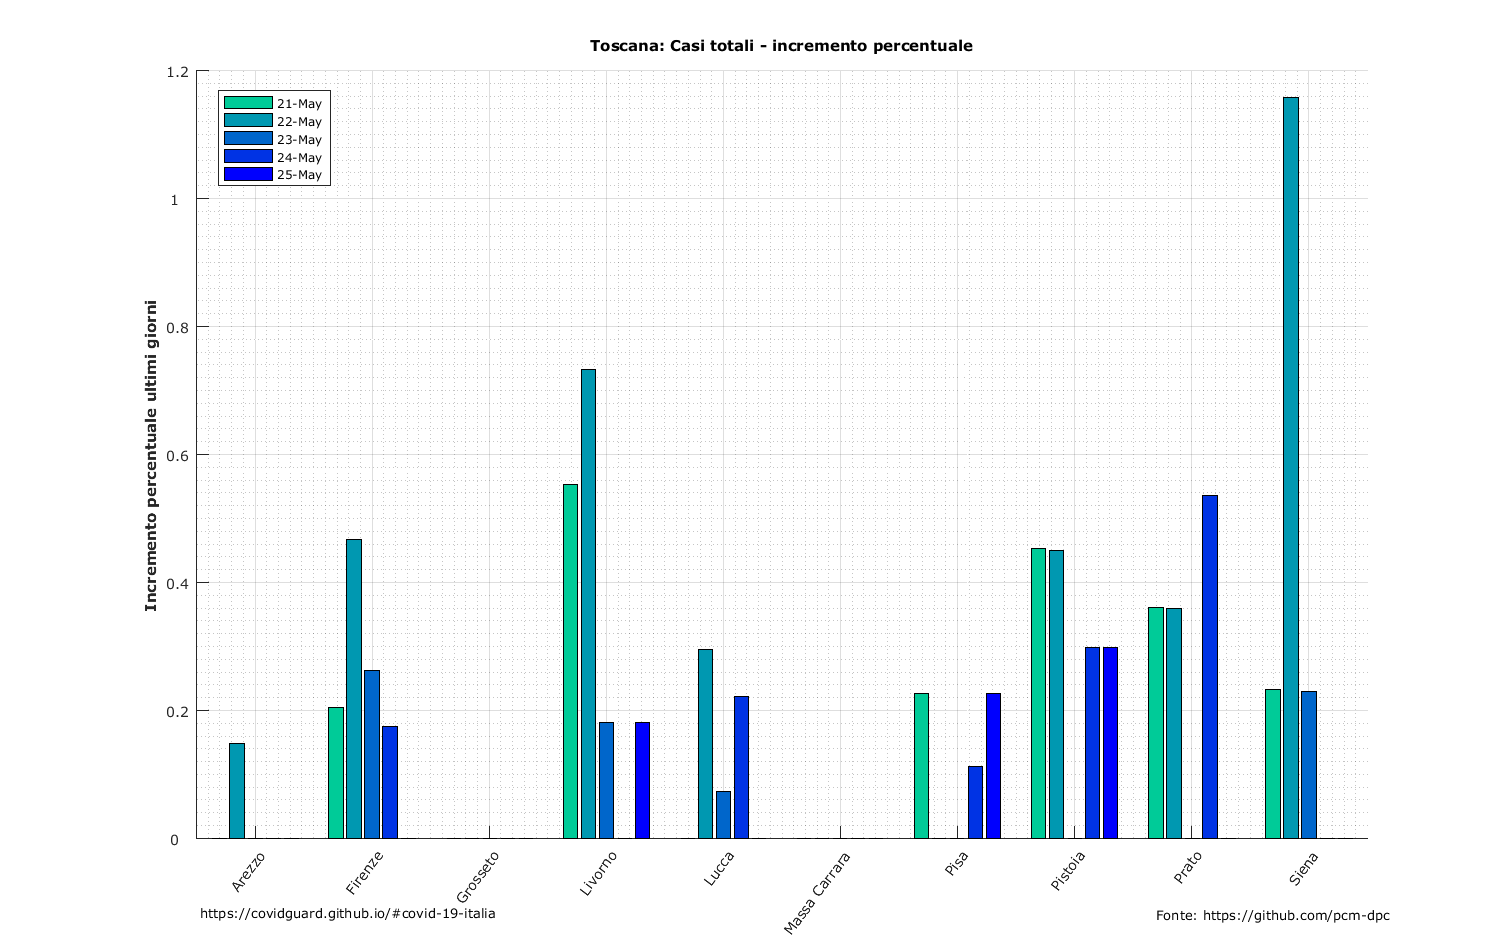 Toscana: Casi totali - incremento percentuale
1.2
1
0.8
0.6
0.4
0.2
0
Incremento percentuale ultimi giorni
21-May
22-May
23-May
24-May
25-May
Arezzo
Firenze
Grosseto
Livorno
Lucca
Massa Carrara
Pisa
Pistoia
Prato
Siena
https://covidguard.github.io/#covid-19-italia
Fonte: https://github.com/pcm-dpc